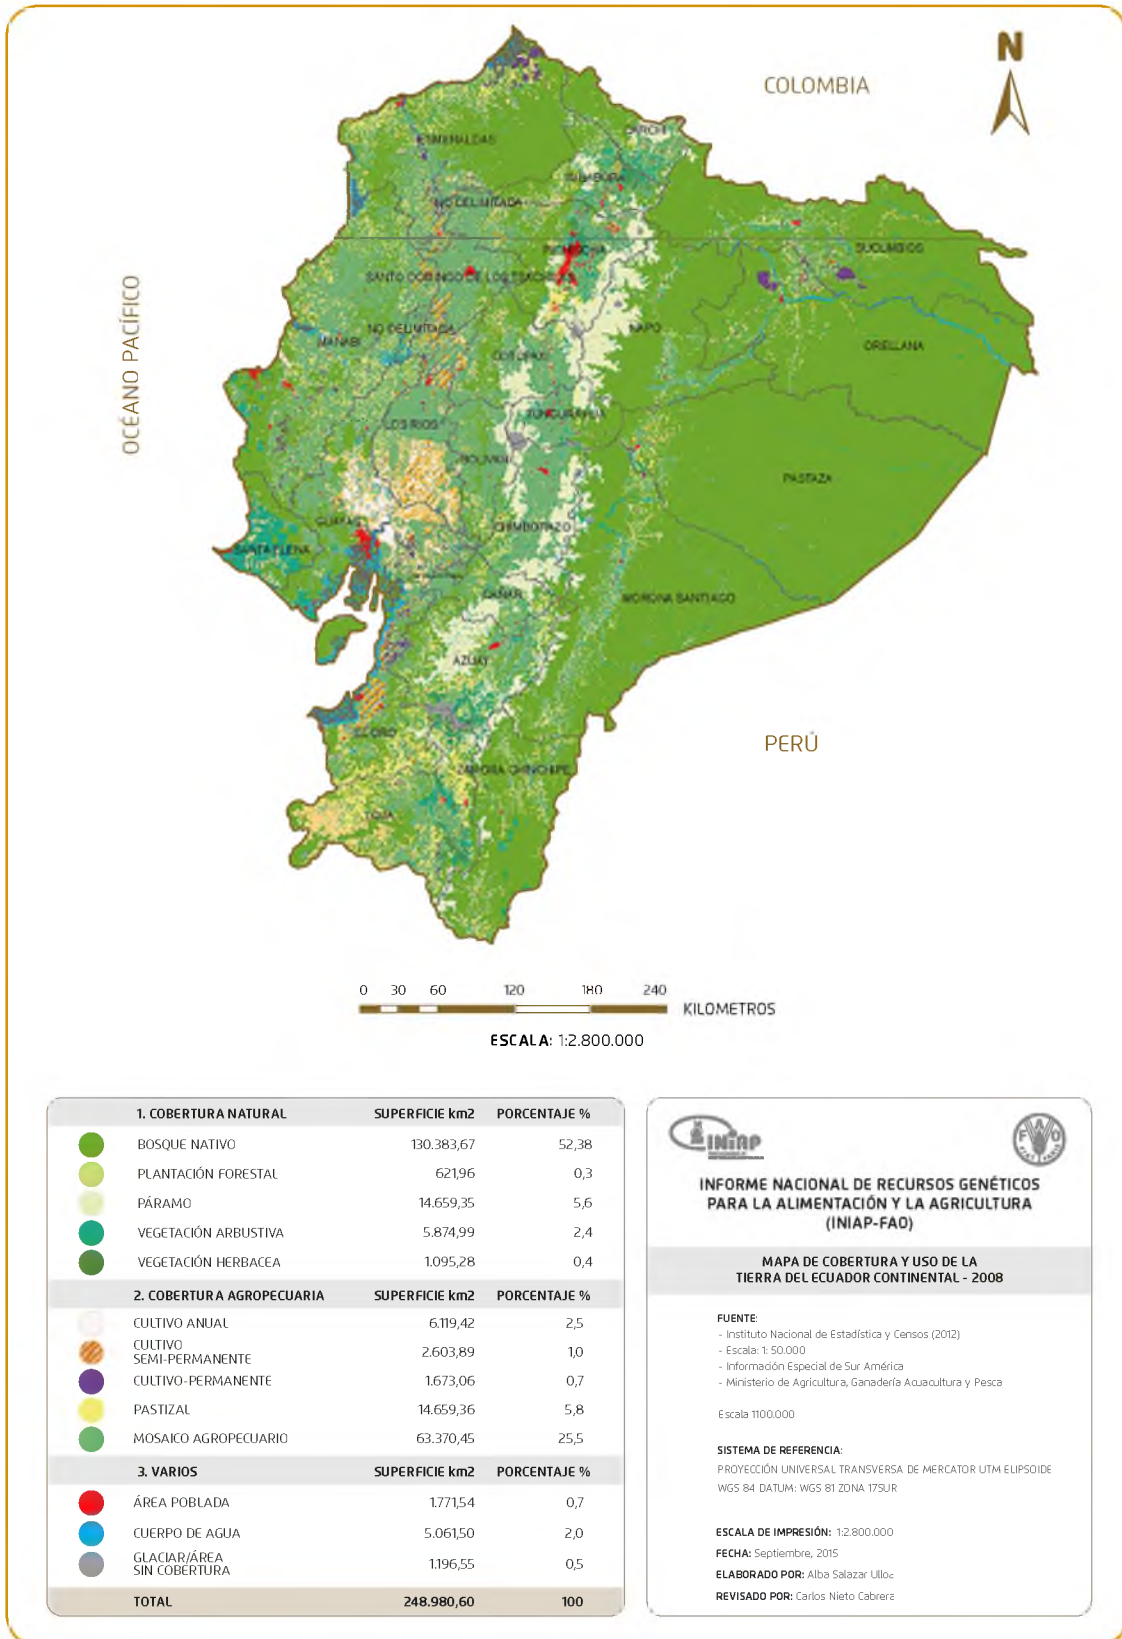 N
COLOMBIA
OCÉANO PACÍFICO
PERÚ
ESMERALDAS
CARCHI
IMBABURA
NO DELIMITADA
PICHINCHA
SUCUMBIOS
SANTO DOMINGO DE LOS TSACHILAS
NO DELIMITADA
MANABI
NAPO
ORELLANA
COTOPAXI
TUNGURAHUA
LOS RIOS
BOLIVAR
PASTAZA
GUAYAS
CHIMBORAZO
SANTA ELENA
CAÑAR
MORONA SANTIAGO
AZUAY
EL ORO
ZAMORA CHINCHIPE
LOJA
0 30 60 120 180 240
KILOMETROS
ESCALA: 1:2.800.000
1. COBERTURA NATURAL SUPERFICIE km2 PORCENTAJE %
BOSQUE NATIVO 130.383,67 52,38
PLANTACIÓN FORESTAL 621,96 0,3
PÁRAMO 14.659,35 5,6
VEGETACIÓN ARBUSTIVA 5.874,99 2,4
VEGETACIÓN HERBACEA 1.095,28 0,4
2. COBERTURA AGROPECUARIA SUPERFICIE km2 PORCENTAJE %
CULTIVO ANUAL 6.119,42 2,5
CULTIVO
SEMI-PERMANENTE 2.603,89 1,0
CULTIVO-PERMANENTE 1.673,06 0,7
PASTIZAL 14.659,36 5,8
MOSAICO AGROPECUARIO 63.370,45 25,5
3. VARIOS SUPERFICIE km2 PORCENTAJE %
ÁREA POBLADA 1.771,54 0,7
CUERPO DE AGUA 5.061,50 2,0
GLACIAR/ÁREA
SIN COBERTURA 1.196,55 0,5
TOTAL 248.980,60 100
INIAP
FAO
INFORME NACIONAL DE RECURSOS GENÉTICOS
PARA LA ALIMENTACIÓN Y LA AGRICULTURA
(INIAP-FAO)
MAPA DE COBERTURA Y USO DE LA
TIERRA DEL ECUADOR CONTINENTAL - 2008
FUENTE:
- Instituto Nacional de Estadística y Censos (2012)
- Escala: 1: 50.000
- Información Especial de Sur América
- Ministerio de Agricultura, Ganadería Acuacultura y Pesca
Escala 1100.000
SISTEMA DE REFERENCIA:
PROYECCIÓN UNIVERSAL TRANSVERSA DE MERCATOR UTM ELIPSOIDE
WGS 84 DATUM: WGS 81 ZONA 17SUR
ESCALA DE IMPRESIÓN: 1:2.800.000
FECHA: Septiembre, 2015
ELABORADO POR: Alba Salazar Ulloa
REVISADO POR: Carlos Nieto Cabrera